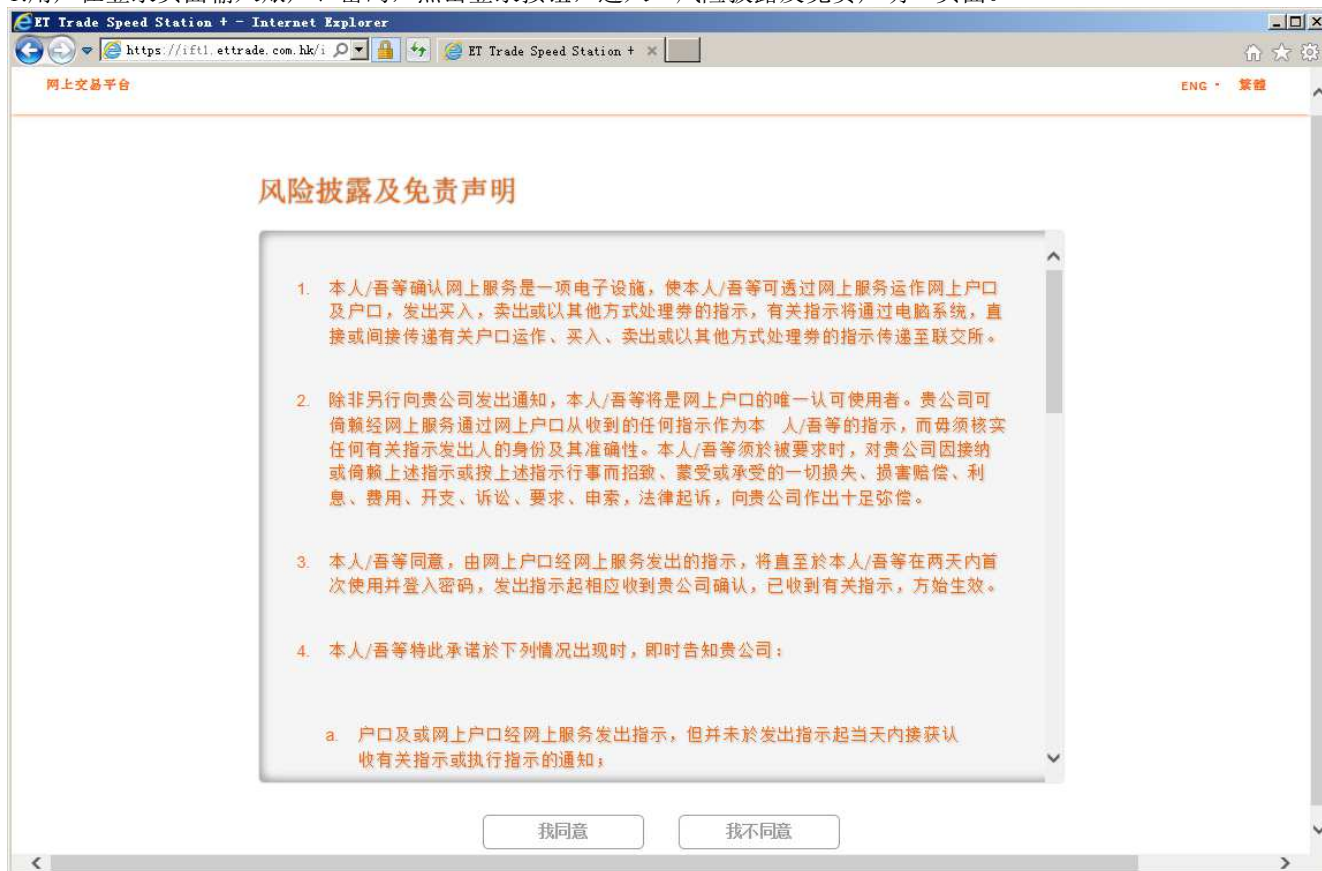 ET Trade Speed Station + - Internet Explorer
https://ift1.ettrade.com.hk/i
ET Trade Speed Station +
网上交易平台
ENG · 繁體
风险披露及免责声明
1. 本人/吾等确认网上服务是一项电子设施，使本人/吾等可透过网上服务运作网上户口
及户口，发出买入，卖出或以其他方式处理券的指示，有关指示将通过电脑系统，直
接或间接传递有关户口运作、买入、卖出或以其他方式处理券的指示传递至联交所。
2. 除非另行向贵公司发出通知，本人/吾等将是网上户口的唯一认可使用者。贵公司可
倚赖经网上服务通过网上户口从收到的任何指示作为本 人/吾等的指示，而毋须核实
任何有关指示发出人的身份及其准确性。本人/吾等须於被要求时，对贵公司因接纳
或倚赖上述指示或按上述指示行事而招致、蒙受或承受的一切损失、损害赔偿、利
息、费用、开支、诉讼、要求、申索，法律起诉，向贵公司作出十足弥偿。
3. 本人/吾等同意，由网上户口经网上服务发出的指示，将直至於本人/吾等在两天内首
次使用并登入密码，发出指示起相应收到贵公司确认，已收到有关指示，方始生效。
4. 本人/吾等特此承诺於下列情况出现时，即时告知贵公司：
a. 户口及或网上户口经网上服务发出指示，但并未於发出指示起当天内接获认
收有关指示或执行指示的通知；
我同意
我不同意